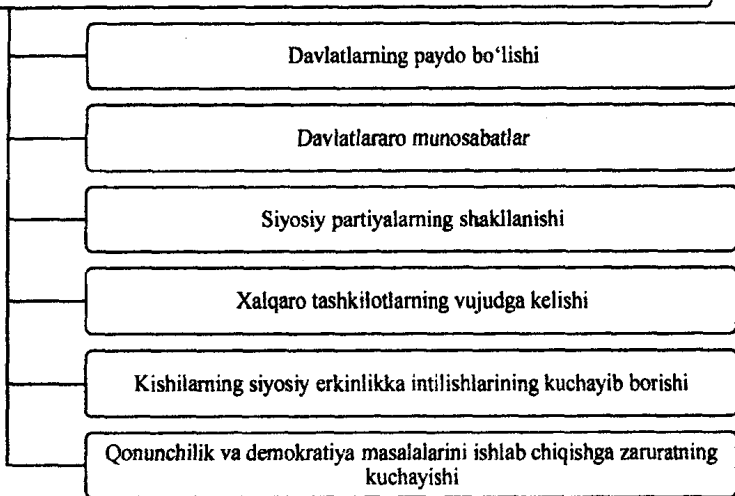 Davlatlarning paydo bo‘lishi
Davlatlararo munosabatlar
Siyosiy partiyalarning shakllanishi
Xalqaro tashkilotlarning vujudga kelishi
Kishilarning siyosiy erkinlikka intilishlarining kuchayib borishi
Qonunchilik va demokratiya masalalarini ishlab chiqishga zaruratning
kuchayishi